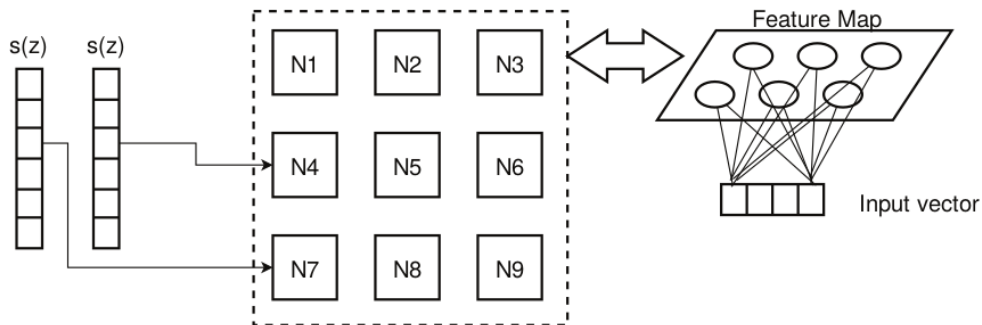 s(z) s(z)
N1 N2 N3
N4 N5 N6
N7 N8 N9
Feature Map
Input vector